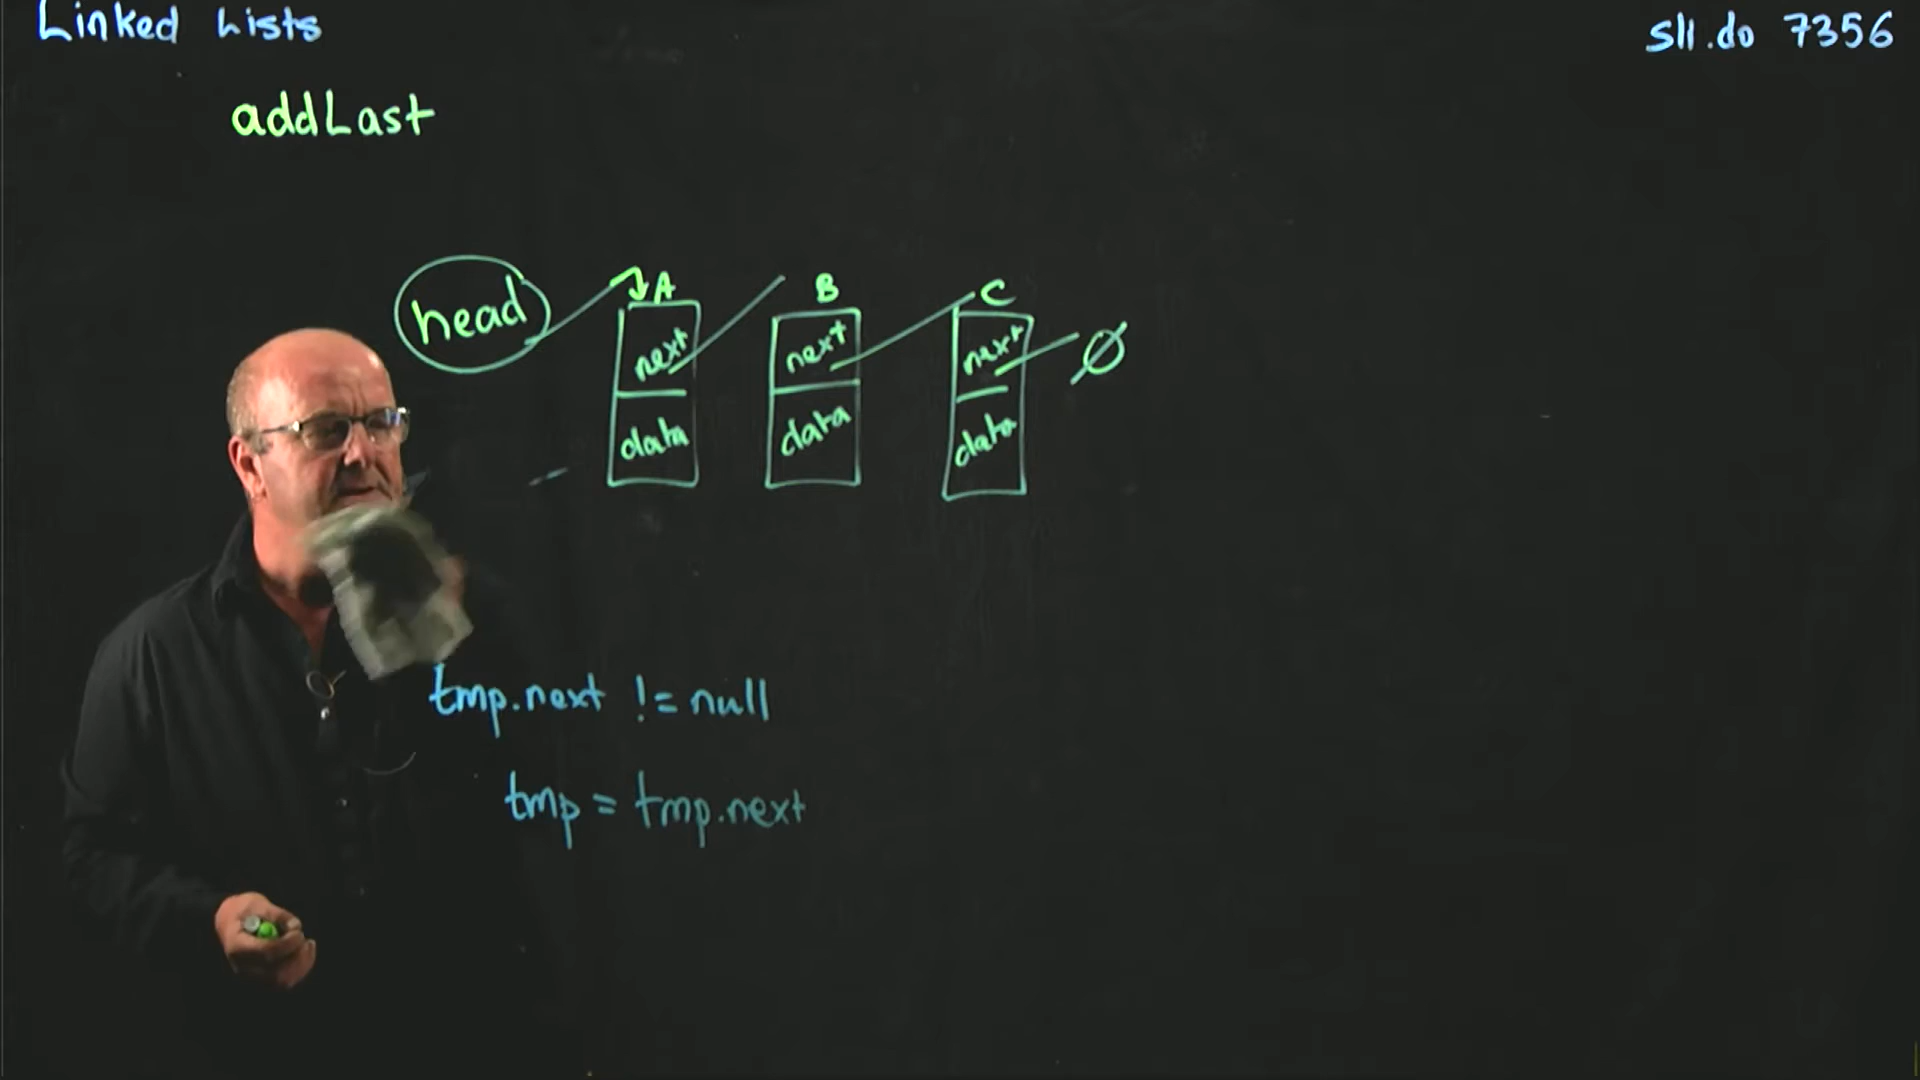 Linked Lists
sli.do 7356
addLast
head
A
B
C
next
next
next
Ø
data
data
data
tmp.next != null
tmp = tmp.next